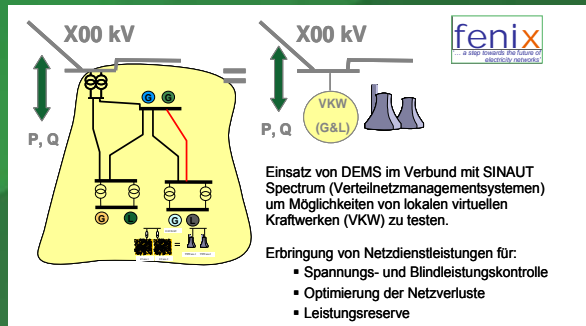 X00 kV
X00 kV
fenix
'... a step towards the future of
electricity networks'
G
G
P, Q
P, Q
VKW
(G&L)
Einsatz von DEMS im Verbund mit SINAUT
Spectrum (Verteilnetzmanagementsystemen)
um Möglichkeiten von lokalen virtuellen
Kraftwerken (VKW) zu testen.
G
L
G
L
=
Erbringung von Netzdienstleistungen für:
▪ Spannungs- und Blindleistungskontrolle
▪ Optimierung der Netzverluste
▪ Leistungsreserve